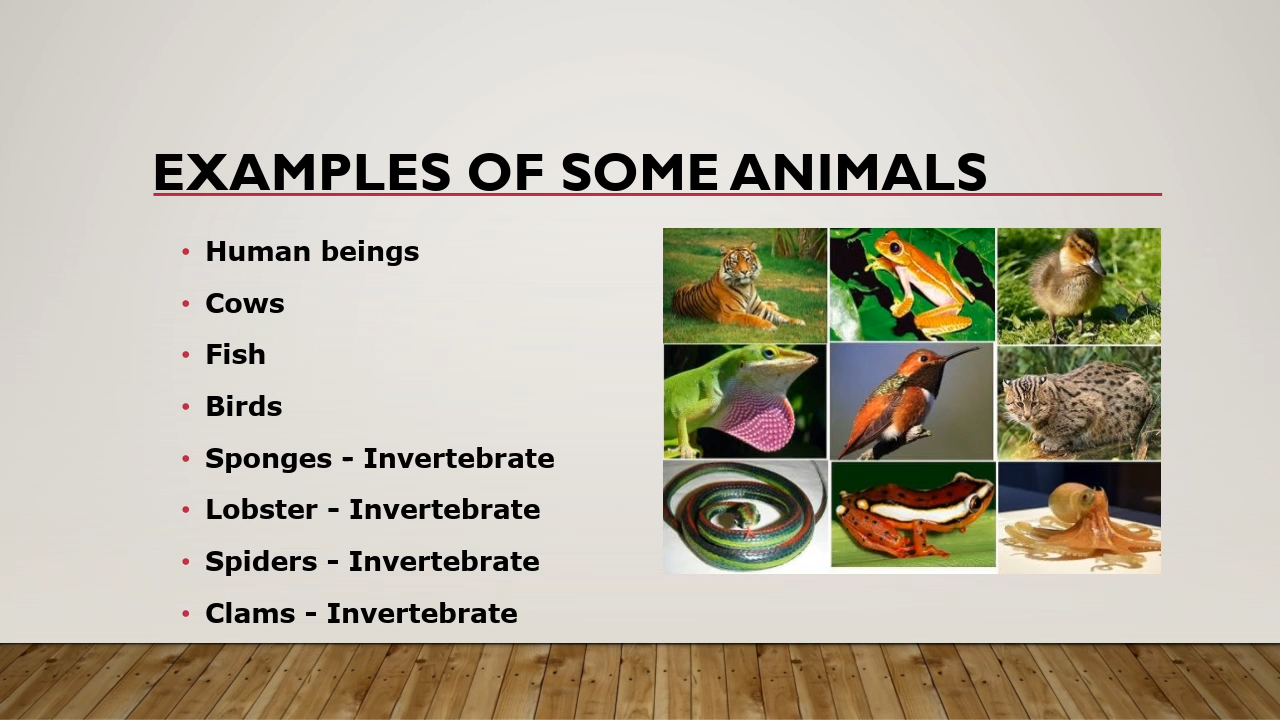 EXAMPLES OF SOME ANIMALS
• Human beings
• Cows
• Fish
• Birds
• Sponges – Invertebrate
• Lobster – Invertebrate
• Spiders – Invertebrate
• Clams – Invertebrate